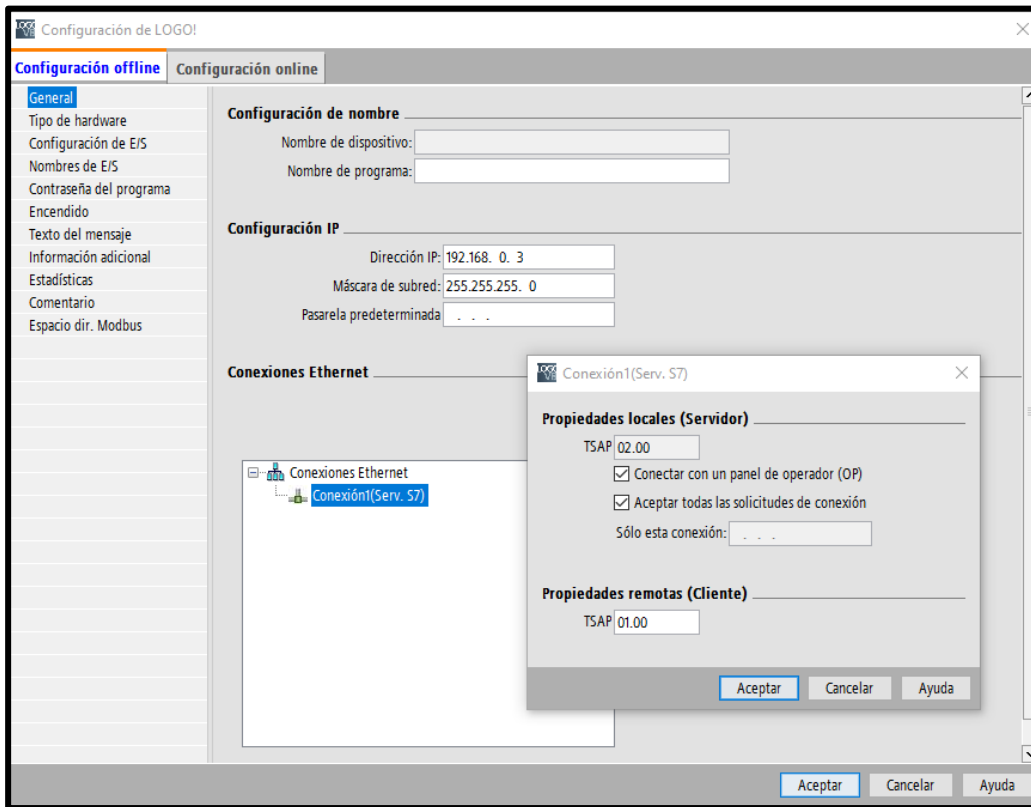 Configuración de LOGO!
Configuración offline
Configuración online
General
Tipo de hardware
Configuración de E/S
Nombres de E/S
Contraseña del programa
Encendido
Texto del mensaje
Información adicional
Estadísticas
Comentario
Espacio dir. Modbus
Configuración de nombre
Nombre de dispositivo:
Nombre de programa:
Configuración IP
Dirección IP: 192.168. 0. 3
Máscara de subred: 255.255.255. 0
Pasarela predeterminada . . .
Conexiones Ethernet
Conexiones Ethernet
Conexión1(Serv. S7)
Conexión1(Serv. S7)
Propiedades locales (Servidor)
TSAP 02.00
Conectar con un panel de operador (OP)
Aceptar todas las solicitudes de conexión
Sólo esta conexión: . . .
Propiedades remotas (Cliente)
TSAP 01.00
Aceptar Cancelar Ayuda
Aceptar Cancelar Ayuda